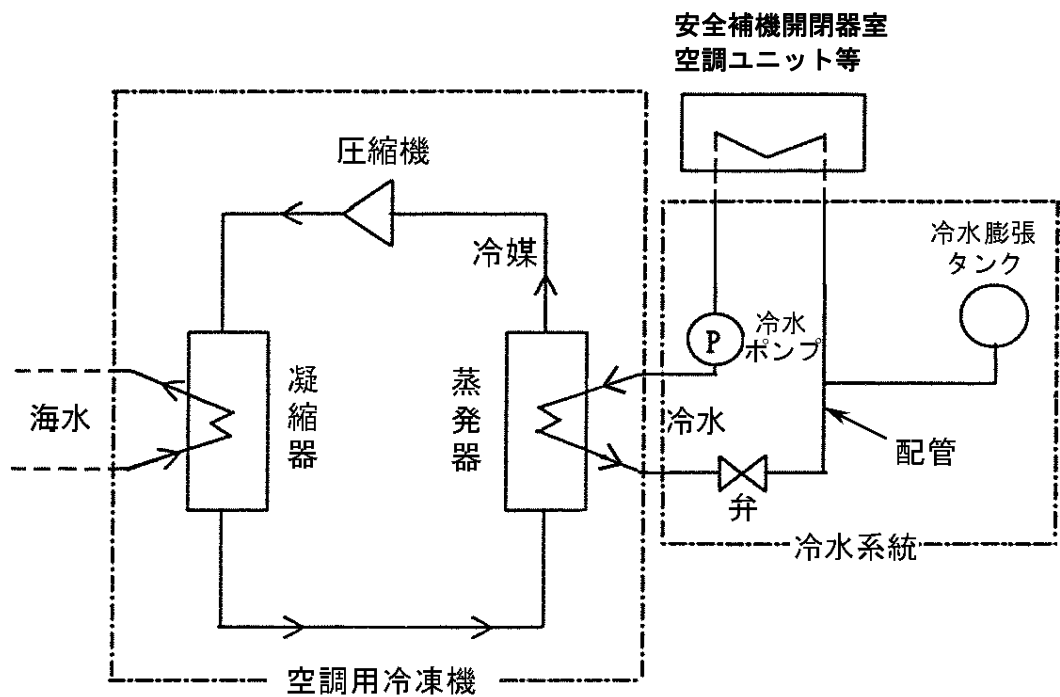 安全補機開閉器室
空調ユニット等
圧縮機
冷媒
冷水膨張
タンク
P
冷水
ポンプ
凝縮器
蒸発器
海水
冷水
配管
弁
冷水系統
空調用冷凍機